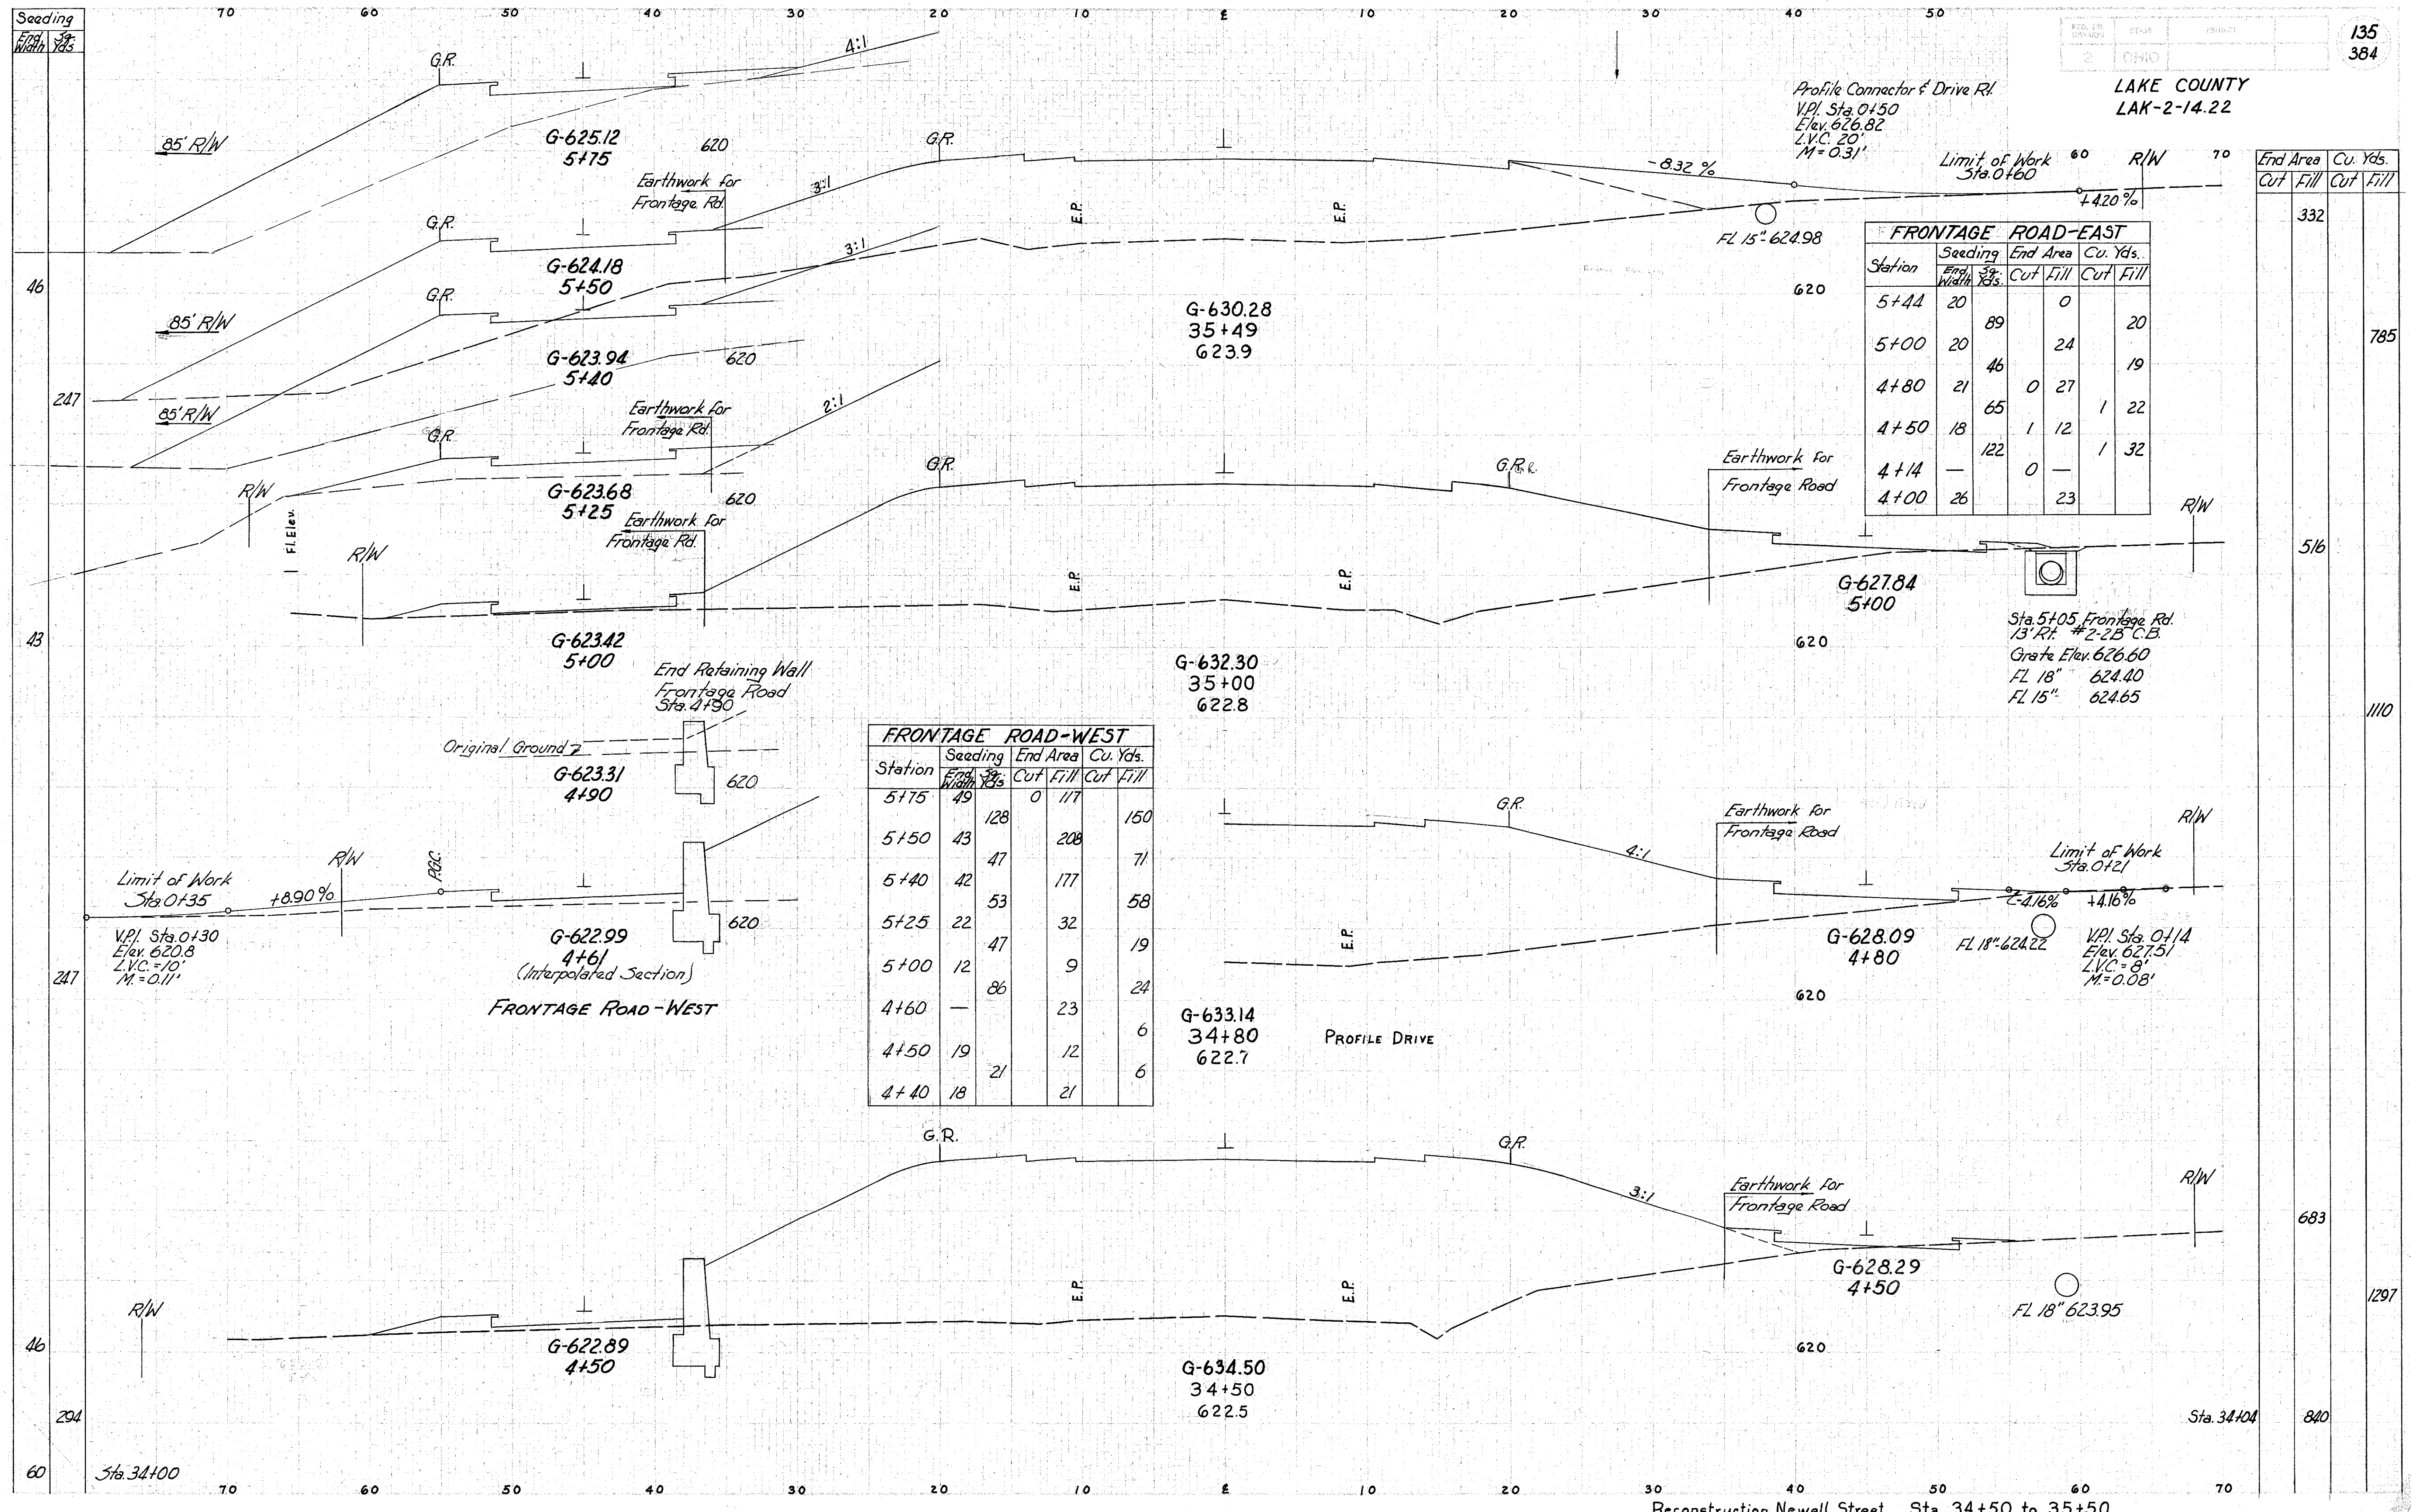 70 60 50 40 30 20 10 ℄ 10 20 30 40 50
Seeding
End Width Sq. Yds.
135
384
LAKE COUNTY
LAK-2-14.22
OHIO
G.R.
4:1
85' R/W
G-625.12
5+75
620
Earthwork for
Frontage Rd.
3:1
G.R.
Profile Connector & Drive Rt.
V.P.I. Sta. 0+50
Elev. 626.82
L.V.C. 20'
M = 0.31'
-8.32 %
Limit of Work
Sta. 0+60
60 R/W 70
+4.20 %
End Area Cu. Yds.
Cut Fill Cut Fill
332
785
516
1110
683
1297
840
E.P.
E.P.
FL 15"-624.98
620
G-630.28
35+49
623.9
G.R.
G-624.18
5+50
3:1
85' R/W
G.R.
G-623.94
5+40
620
85' R/W
Earthwork for
Frontage Rd.
2:1
G.R.
G-623.68
5+25
620
R/W
Fl. Elev.
FRONTAGE ROAD-EAST
Station Seeding End Area Cu. Yds.
End Width Sq. Yds. Cut Fill Cut Fill
5+44 20 0
89 20
5+00 20 24
46 19
4+80 21 0 27
65 1 22
4+50 18 1 12
122 1 32
4+14 — 0 —
4+00 26 23
Earthwork for
Frontage Rd.
R/W
G-623.42
5+00
G.R.
G.R.
E.P.
E.P.
Earthwork for
Frontage Road
R/W
G-627.84
5+00
620
Sta. 5+05 Frontage Rd.
13' Rt. #2-2B C.B.
Grate Elev. 626.60
FL 18" 624.40
FL 15" 624.65
G-632.30
35+00
622.8
End Retaining Wall
Frontage Road
Sta. 4+90
Original Ground
G-623.31
4+90
620
FRONTAGE ROAD-WEST
Station Seeding End Area Cu. Yds.
End Width Sq. Yds Cut Fill Cut Fill
5+75 49 0 117
128 150
5+50 43 208
47 71
5+40 42 177
53 58
5+25 22 32
47 19
5+00 12 9
86 24
4+60 — 23
6
4+50 19 12
21 6
4+40 18 21
Limit of Work
Sta 0+35
+8.90%
R/W
P.G.C.
V.P.I. Sta. 0+30
Elev. 620.8
L.V.C. = 10'
M. = 0.11'
G-622.99
4+61
(Interpolated Section)
620
FRONTAGE ROAD-WEST
G.R.
Earthwork for
Frontage Road
4:1
R/W
Limit of Work
Sta. 0+21
-4.16% +4.16%
E.P.
G-628.09
4+80
FL 18"-624.22
V.P.I. Sta. 0+14
Elev. 627.51
L.V.C. = 8'
M. = 0.08'
620
G-633.14
34+80
622.7
PROFILE DRIVE
G.R.
G.R.
3:1
Earthwork for
Frontage Road
R/W
E.P.
E.P.
G-628.29
4+50
FL 18" 623.95
620
R/W
G-622.89
4+50
G-634.50
34+50
622.5
46
247
43
247
46
294
60
Sta. 34+00
Sta. 34+04
70 60 50 40 30 20 10 ℄ 10 20 30 40 50 60 70
Reconstruction Newell Street Sta. 34+50 to 35+50